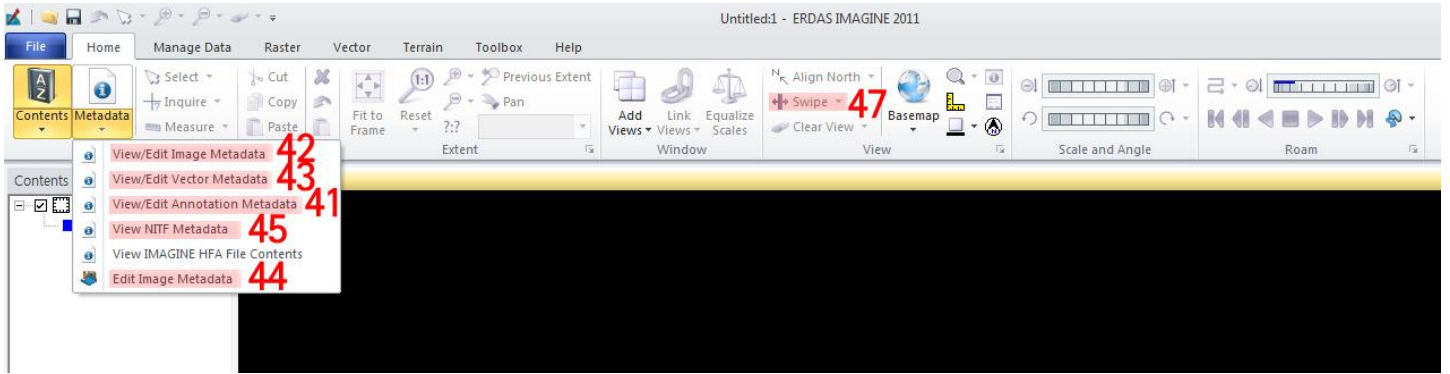 Untitled:1 - ERDAS IMAGINE 2011
File Home Manage Data Raster Vector Terrain Toolbox Help
Contents
Metadata
Select
Inquire
Measure
Cut
Copy
Paste
Fit to
Frame
1:1
Reset
?:?
Previous Extent
Pan
Extent
Add
Views
Link
Views
Equalize
Scales
Window
Align North
Swipe 47
Clear View
Basemap
View
Scale and Angle
Roam
View/Edit Image Metadata 42
View/Edit Vector Metadata 43
View/Edit Annotation Metadata 41
View NITF Metadata 45
View IMAGINE HFA File Contents
Edit Image Metadata 44
Contents